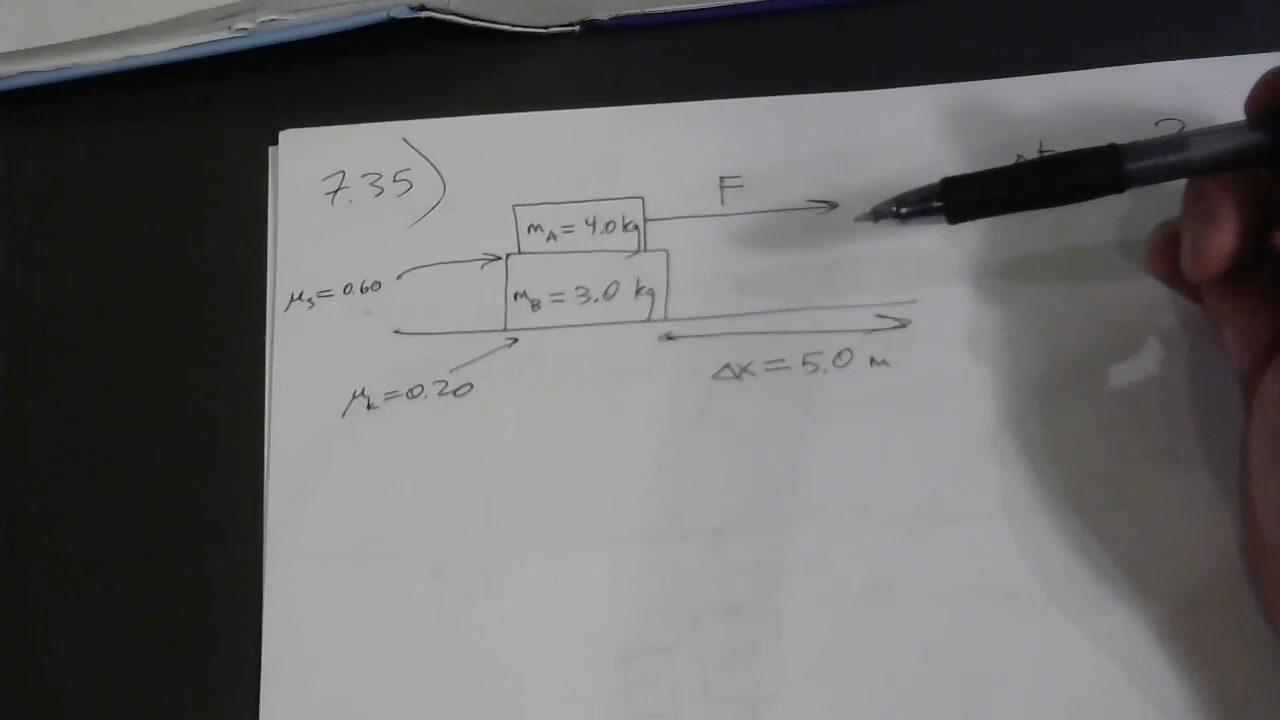 7.35)
F
m_A = 4.0 kg
μ_s = 0.60
m_B = 3.0 kg
Δx = 5.0 m
μ_k = 0.20